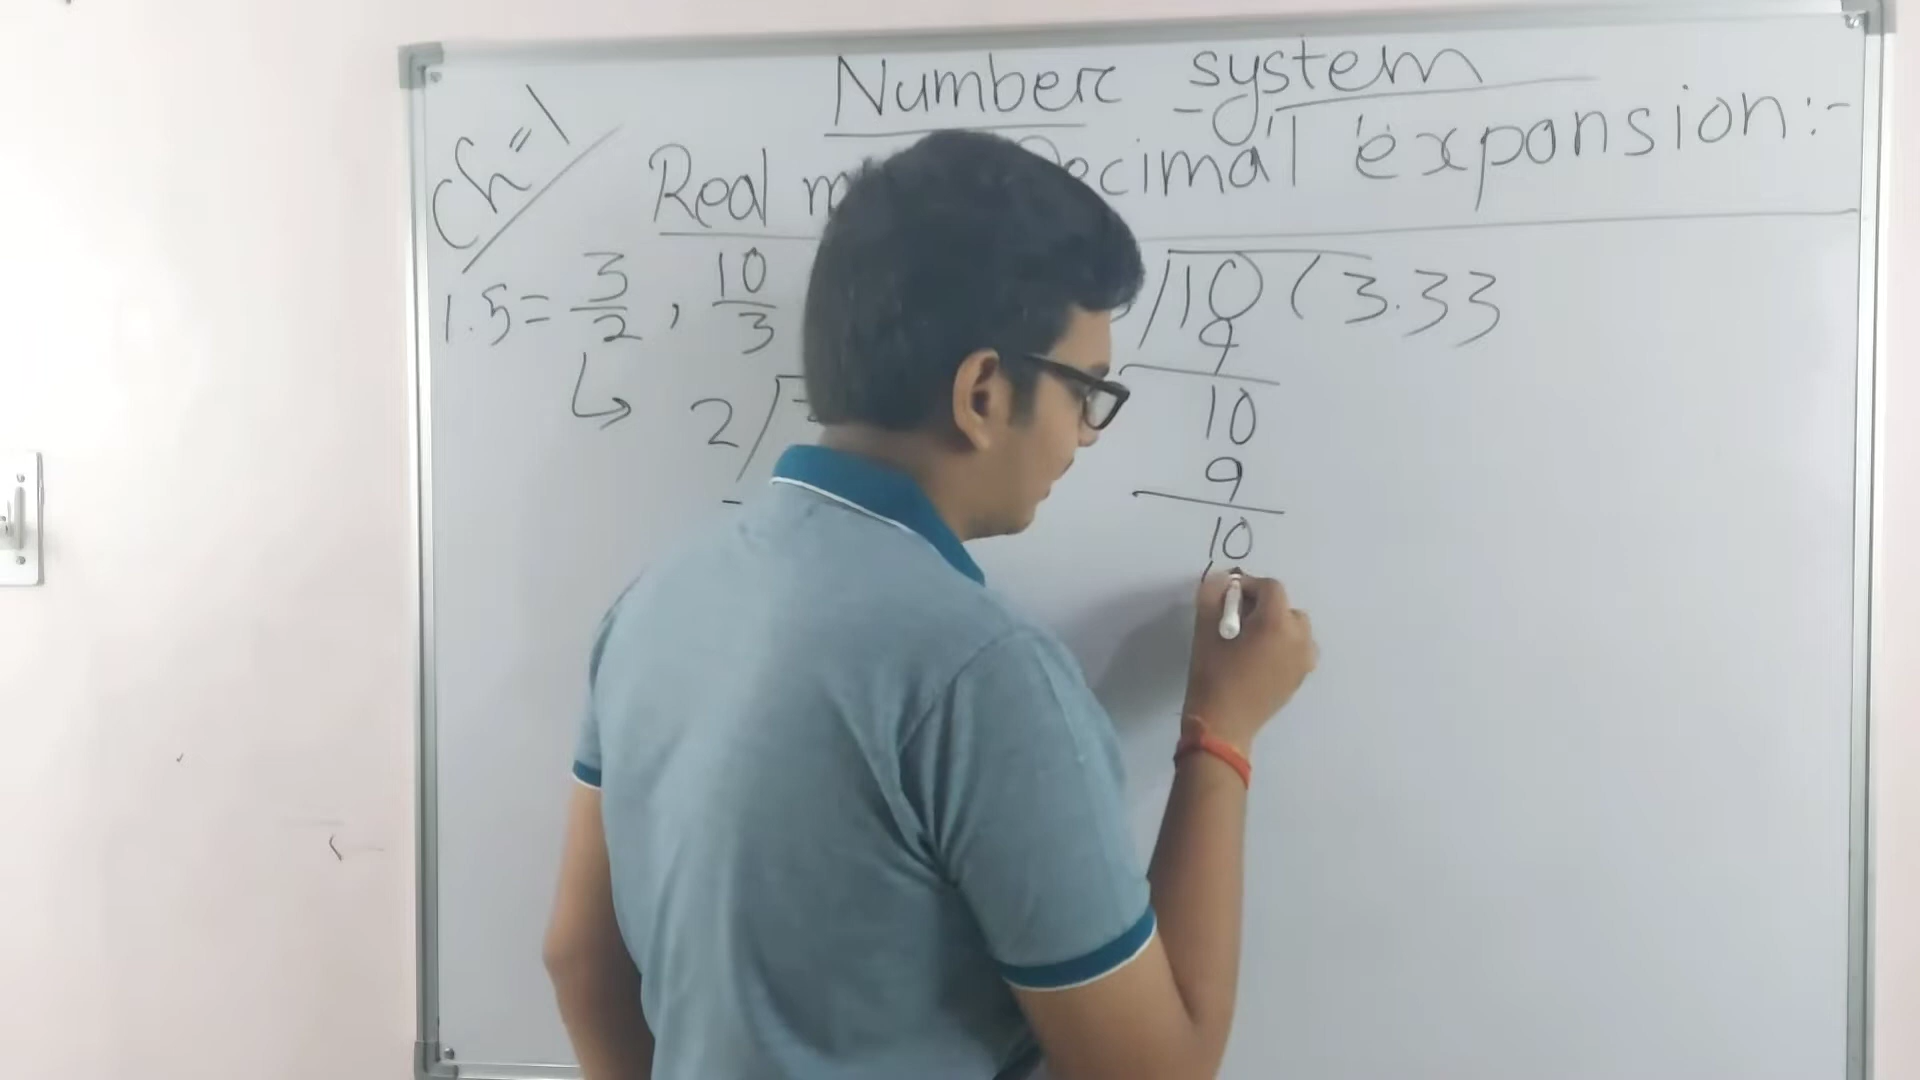 Ch=1
Number system
Real ecimal expansion:-
1.5 = 3/2 , 10/3
10 ( 3.33
9
10
9
10
2